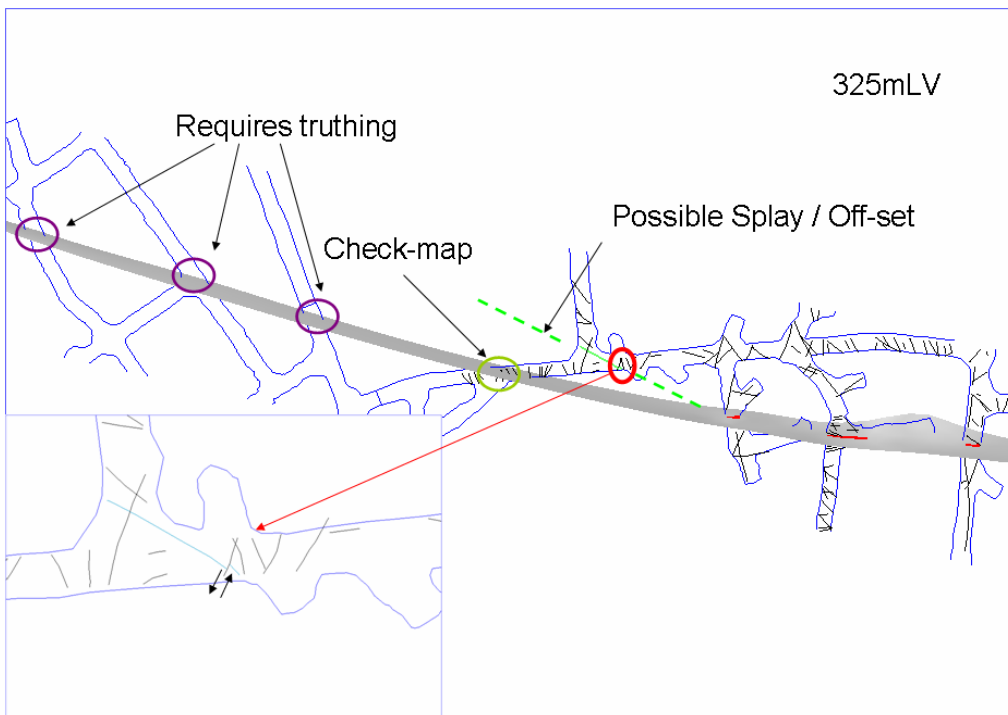 325mLV
Requires truthing
Possible Splay / Off-set
Check-map